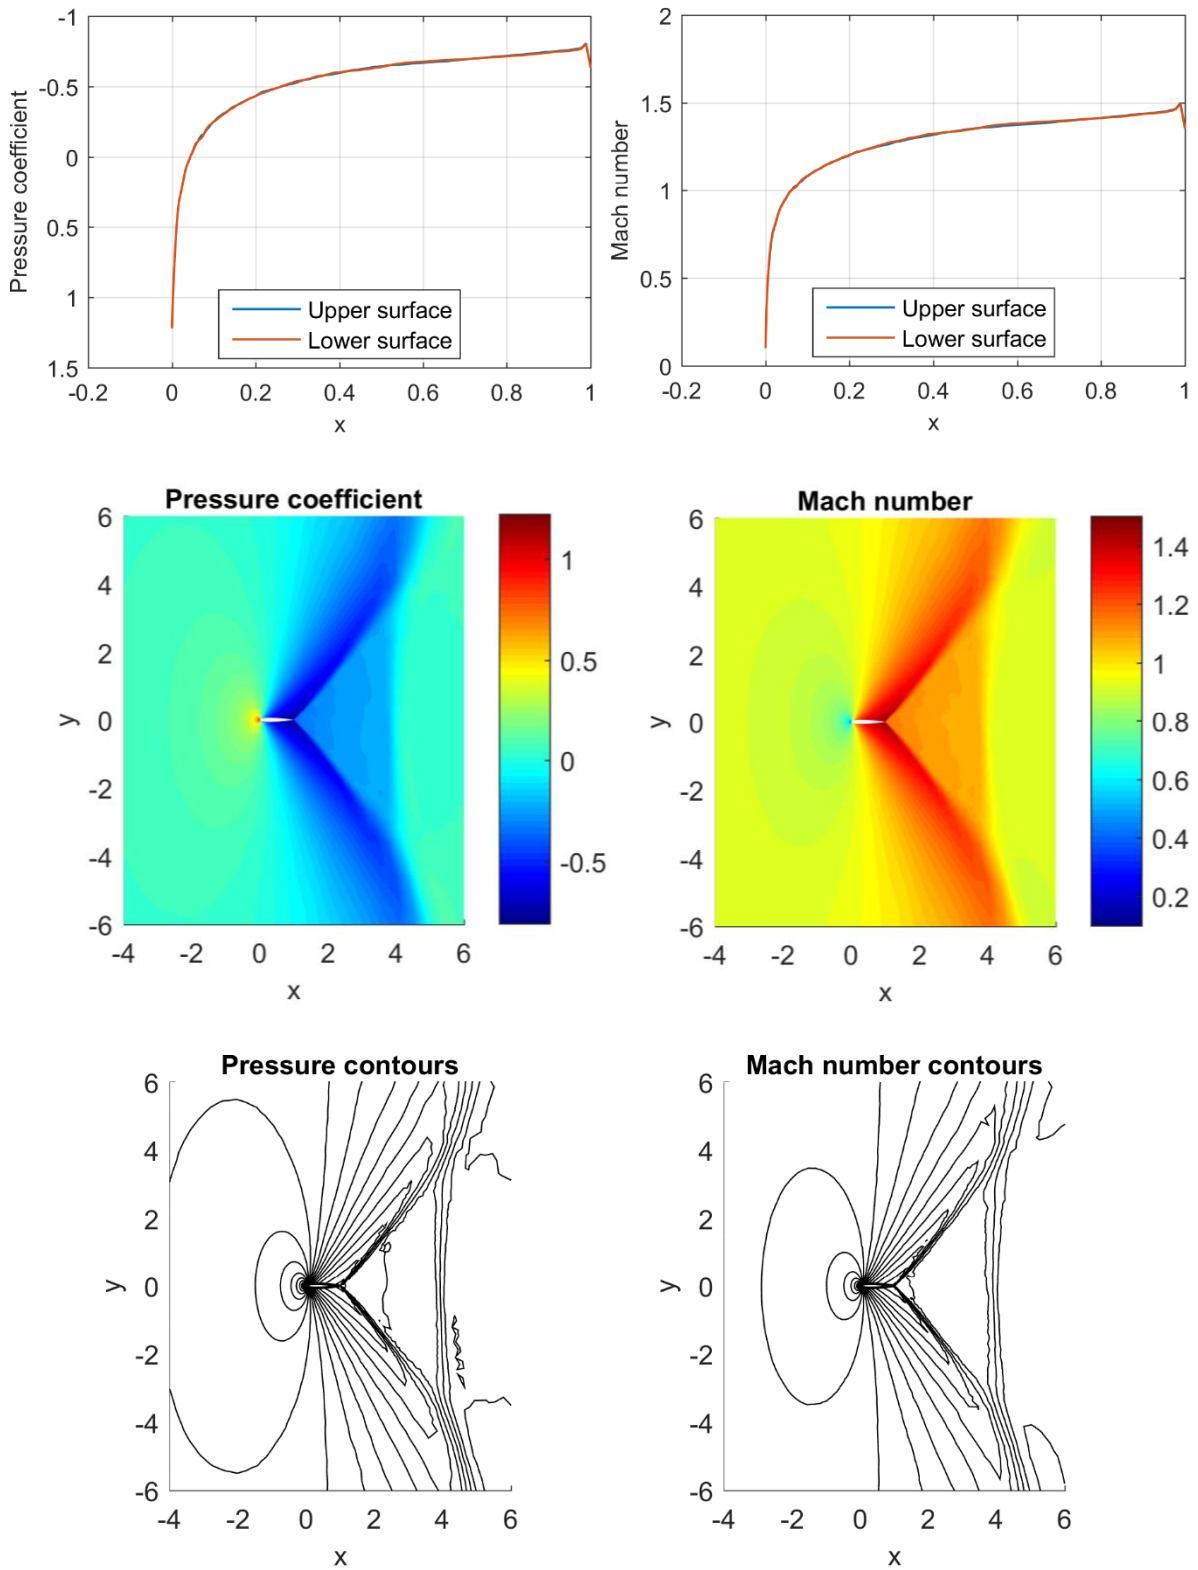 -1
-0.5
0
0.5
1
1.5
Pressure coefficient
Upper surface
Lower surface
-0.2 0 0.2 0.4 0.6 0.8 1
x
2
1.5
1
0.5
0
Mach number
Upper surface
Lower surface
-0.2 0 0.2 0.4 0.6 0.8 1
x
Pressure coefficient
6
4
2
0
-2
-4
-6
y
-4 -2 0 2 4 6
x
1
0.5
0
-0.5
Mach number
6
4
2
0
-2
-4
-6
y
-4 -2 0 2 4 6
x
1.4
1.2
1
0.8
0.6
0.4
0.2
Pressure contours
6
4
2
0
-2
-4
-6
y
-4 -2 0 2 4 6
x
Mach number contours
6
4
2
0
-2
-4
-6
y
-4 -2 0 2 4 6
x